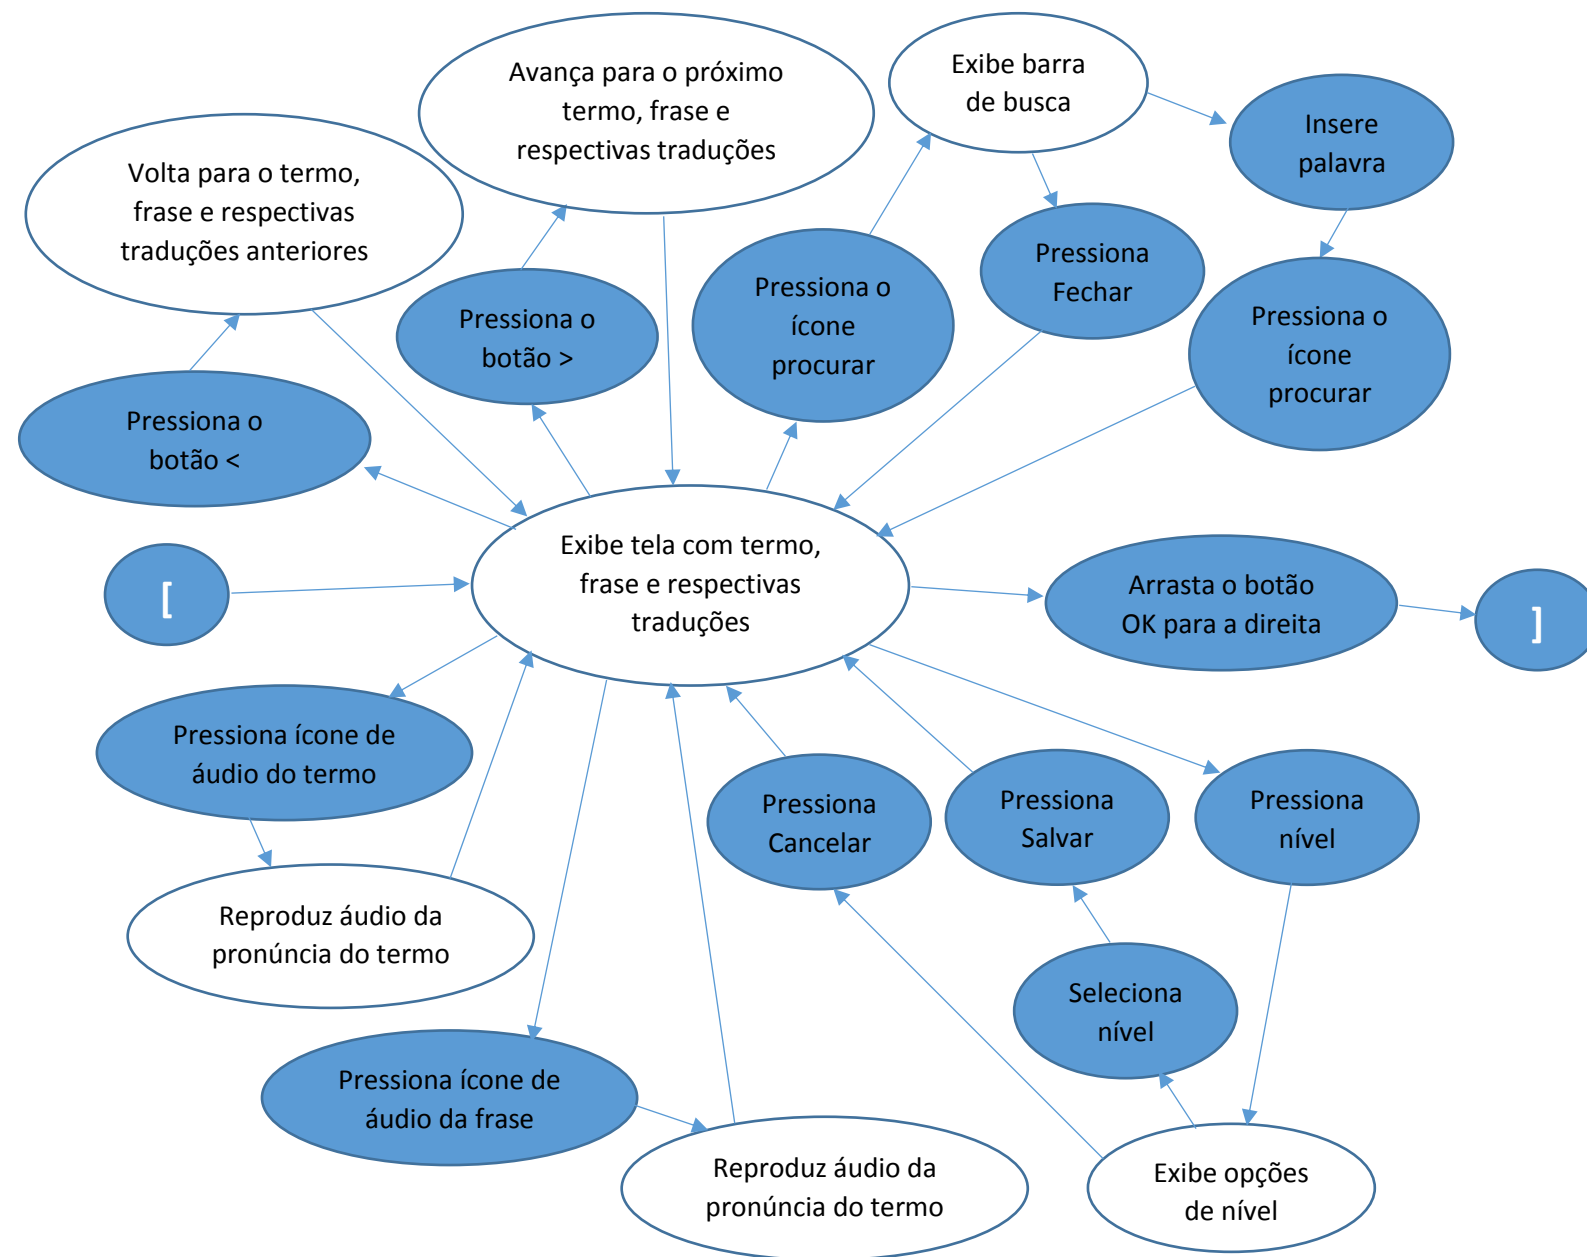 Avança para o próximo
termo, frase e
respectivas traduções
Exibe barra
de busca
Insere
palavra
Volta para o termo,
frase e respectivas
traduções anteriores
Pressiona
Fechar
Pressiona o
ícone
procurar
Pressiona o
botão >
Pressiona o
ícone
procurar
Pressiona o
botão <
Exibe tela com termo,
frase e respectivas
traduções
[
Arrasta o botão
OK para a direita
]
Pressiona ícone de
áudio do termo
Pressiona
Cancelar
Pressiona
Salvar
Pressiona
nível
Reproduz áudio da
pronúncia do termo
Seleciona
nível
Pressiona ícone de
áudio da frase
Reproduz áudio da
pronúncia do termo
Exibe opções
de nível